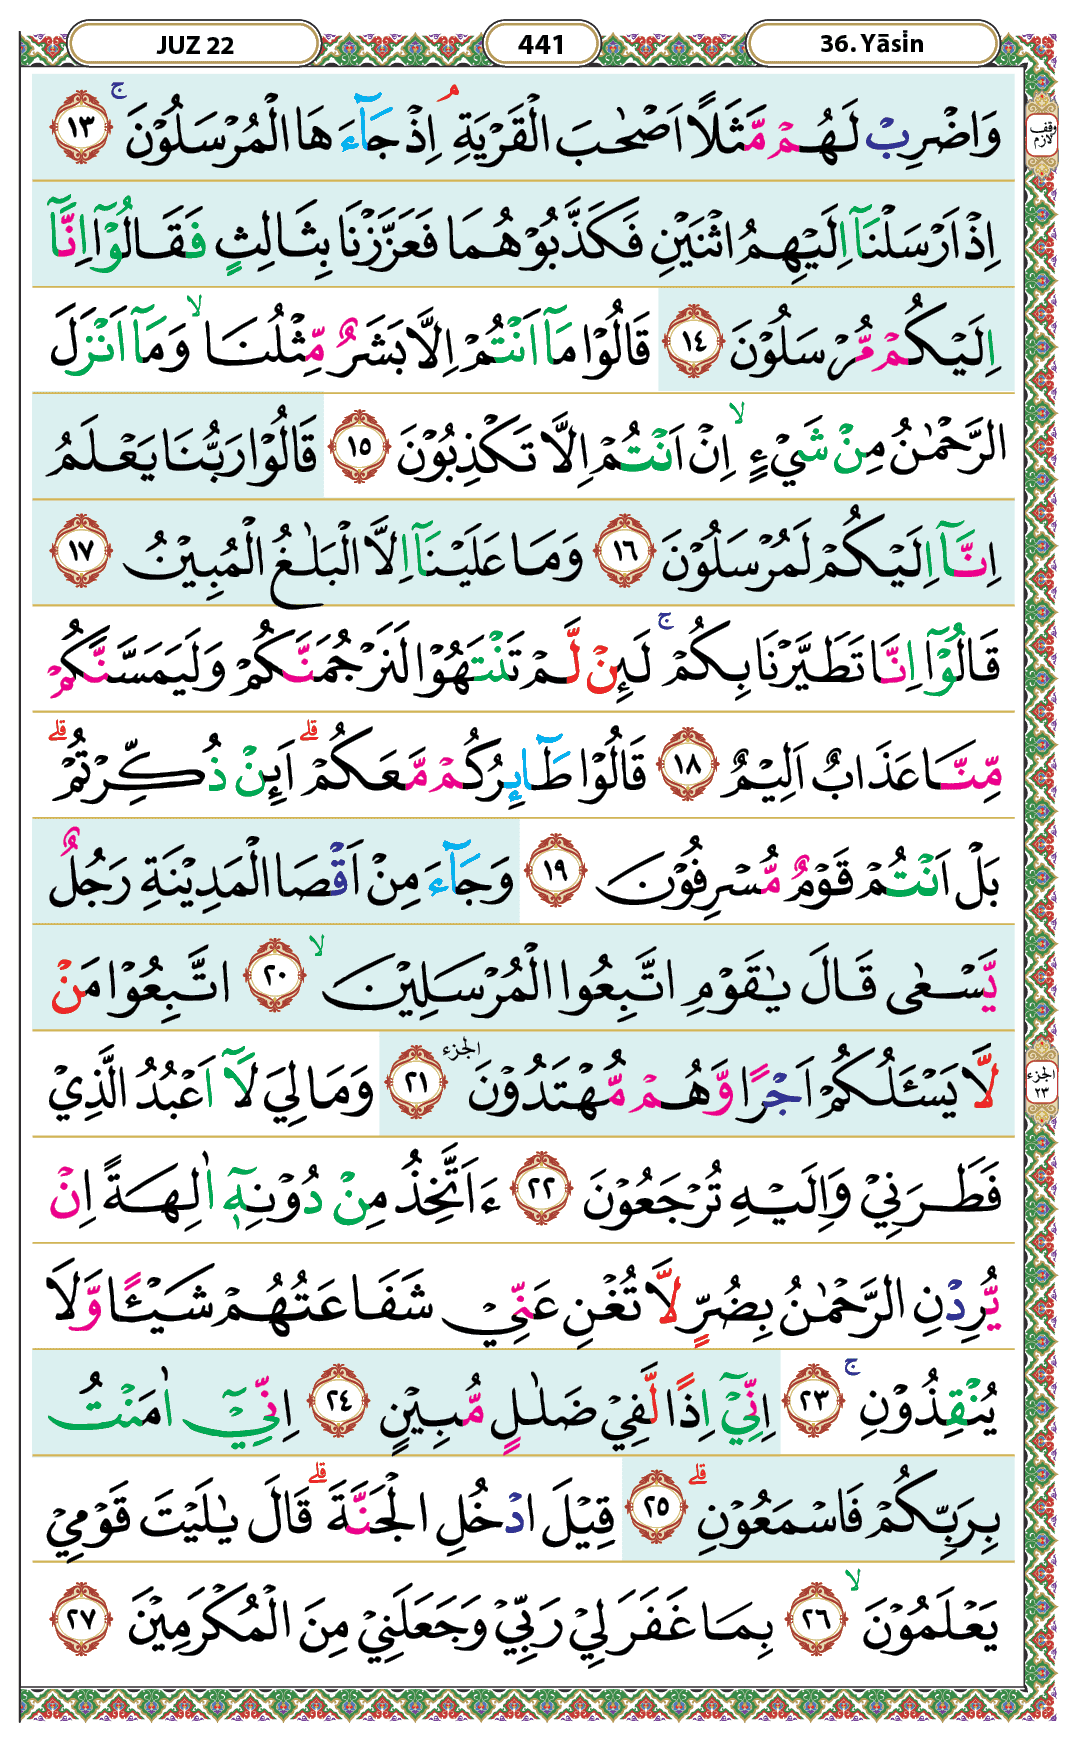 JUZ 22
441
36. Yāsin
وَاضْرِبْ لَهُمْ مَّثَلًا اَصْحٰبَ الْقَرْيَةِ ۘ اِذْ جَآءَهَا الْمُرْسَلُوْنَ ۚ ١٣
اِذْ اَرْسَلْنَآ اِلَيْهِمُ اثْنَيْنِ فَكَذَّبُوْهُمَا فَعَزَّزْنَا بِثَالِثٍ فَقَالُوْٓا اِنَّآ
اِلَيْكُمْ مُّرْسَلُوْنَ ١٤ قَالُوْا مَآ اَنْتُمْ اِلَّا بَشَرٌ مِّثْلُنَا ۙ وَمَآ اَنْزَلَ
الرَّحْمٰنُ مِنْ شَيْءٍ ۙ اِنْ اَنْتُمْ اِلَّا تَكْذِبُوْنَ ١٥ قَالُوْا رَبُّنَا يَعْلَمُ
اِنَّآ اِلَيْكُمْ لَمُرْسَلُوْنَ ١٦ وَمَا عَلَيْنَآ اِلَّا الْبَلٰغُ الْمُبِيْنُ ١٧
قَالُوْٓا اِنَّا تَطَيَّرْنَا بِكُمْ ۚ لَىِٕنْ لَّمْ تَنْتَهُوْا لَنَرْجُمَنَّكُمْ وَلَيَمَسَّنَّكُمْ
مِّنَّا عَذَابٌ اَلِيْمٌ ١٨ قَالُوْا طَآىِٕرُكُمْ مَّعَكُمْ ۗ اَىِٕنْ ذُكِّرْتُمْ ۗ
بَلْ اَنْتُمْ قَوْمٌ مُّسْرِفُوْنَ ١٩ وَجَآءَ مِنْ اَقْصَا الْمَدِيْنَةِ رَجُلٌ
يَّسْعٰى قَالَ يٰقَوْمِ اتَّبِعُوا الْمُرْسَلِيْنَ ۙ ٢٠ اتَّبِعُوْا مَنْ
لَّا يَسْـَٔلُكُمْ اَجْرًا وَّهُمْ مُّهْتَدُوْنَ الجزء ٢١ وَمَا لِيَ لَآ اَعْبُدُ الَّذِيْ
فَطَرَنِيْ وَاِلَيْهِ تُرْجَعُوْنَ ٢٢ ءَاَتَّخِذُ مِنْ دُوْنِهٖٓ اٰلِهَةً اِنْ
يُّرِدْنِ الرَّحْمٰنُ بِضُرٍّ لَّا تُغْنِ عَنِّيْ شَفَاعَتُهُمْ شَيْـًٔا وَّلَا
يُنْقِذُوْنِ ۚ ٢٣ اِنِّيْٓ اِذًا لَّفِيْ ضَلٰلٍ مُّبِيْنٍ ٢٤ اِنِّيْٓ اٰمَنْتُ
بِرَبِّكُمْ فَاسْمَعُوْنِ ۗ ٢٥ قِيْلَ ادْخُلِ الْجَنَّةَ ۗ قَالَ يٰلَيْتَ قَوْمِيْ
يَعْلَمُوْنَ ۙ ٢٦ بِمَا غَفَرَ لِيْ رَبِّيْ وَجَعَلَنِيْ مِنَ الْمُكْرَمِيْنَ ٢٧
وقف
لازم
الجزء
٢٣